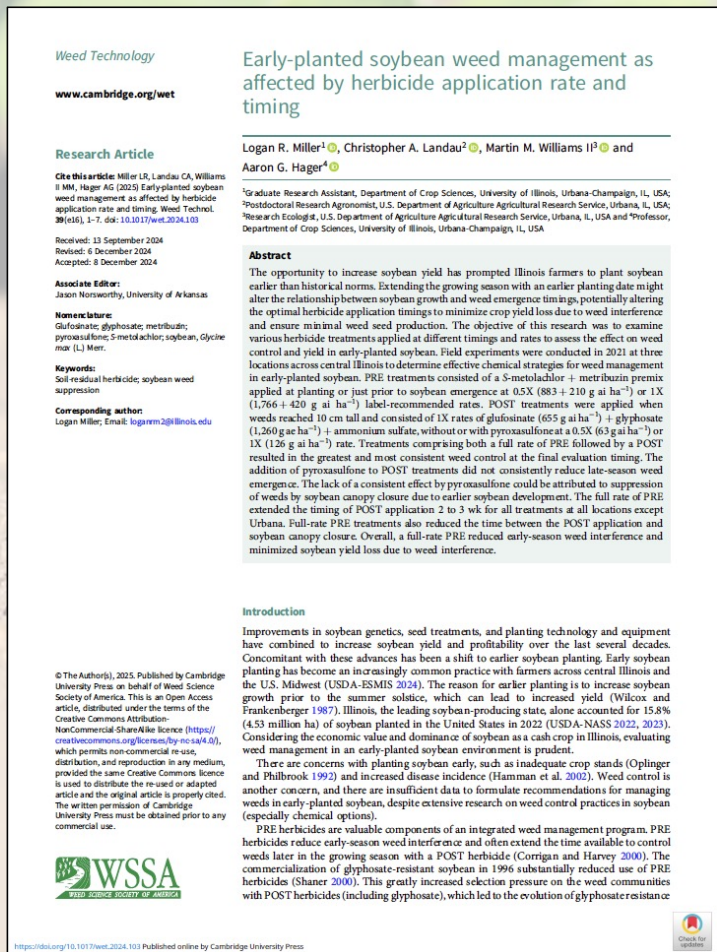 Weed Technology
www.cambridge.org/wet
Research Article
Cite this article: Miller LR, Landau CA, Williams
II MM, Hager AG (2025) Early-planted soybean
weed management as affected by herbicide
application rate and timing. Weed Technol.
39(e16), 1–7. doi: 10.1017/wet.2024.103
Received: 13 September 2024
Revised: 6 December 2024
Accepted: 8 December 2024
Associate Editor:
Jason Norsworthy, University of Arkansas
Nomenclature:
Glufosinate; glyphosate; metribuzin;
pyroxasulfone; S-metolachlor; soybean, Glycine
max (L.) Merr.
Keywords:
Soil-residual herbicide; soybean weed
suppression
Corresponding author:
Logan Miller; Email: loganrm2@illinois.edu
© The Author(s), 2025. Published by Cambridge
University Press on behalf of Weed Science
Society of America. This is an Open Access
article, distributed under the terms of the
Creative Commons Attribution-
NonCommercial-ShareAlike licence (https://
creativecommons.org/licenses/by-nc-sa/4.0/),
which permits non-commercial re-use,
distribution, and reproduction in any medium,
provided the same Creative Commons licence
is used to distribute the re-used or adapted
article and the original article is properly cited.
The written permission of Cambridge
University Press must be obtained prior to any
commercial use.
WSSA
WEED SCIENCE SOCIETY OF AMERICA
Early-planted soybean weed management as
affected by herbicide application rate and
timing
Logan R. Miller1, Christopher A. Landau2, Martin M. Williams II3 and
Aaron G. Hager4
1Graduate Research Assistant, Department of Crop Sciences, University of Illinois, Urbana-Champaign, IL, USA;
2Postdoctoral Research Agronomist, U.S. Department of Agriculture Agricultural Research Service, Urbana, IL, USA;
3Research Ecologist, U.S. Department of Agriculture Agricultural Research Service, Urbana, IL, USA and 4Professor,
Department of Crop Sciences, University of Illinois, Urbana-Champaign, IL, USA
Abstract
The opportunity to increase soybean yield has prompted Illinois farmers to plant soybean
earlier than historical norms. Extending the growing season with an earlier planting date might
alter the relationship between soybean growth and weed emergence timings, potentially altering
the optimal herbicide application timings to minimize crop yield loss due to weed interference
and ensure minimal weed seed production. The objective of this research was to examine
various herbicide treatments applied at different timings and rates to assess the effect on weed
control and yield in early-planted soybean. Field experiments were conducted in 2021 at three
locations across central Illinois to determine effective chemical strategies for weed management
in early-planted soybean. PRE treatments consisted of a S-metolachlor + metribuzin premix
applied at planting or just prior to soybean emergence at 0.5X (883 + 210 g ai ha−1) or 1X
(1,766 + 420 g ai ha−1) label-recommended rates. POST treatments were applied when
weeds reached 10 cm tall and consisted of 1X rates of glufosinate (655 g ai ha−1) + glyphosate
(1,260 g ae ha−1) + ammonium sulfate, without or with pyroxasulfone at a 0.5X (63 g ai ha−1) or
1X (126 g ai ha−1) rate. Treatments comprising both a full rate of PRE followed by a POST
resulted in the greatest and most consistent weed control at the final evaluation timing. The
addition of pyroxasulfone to POST treatments did not consistently reduce late-season weed
emergence. The lack of a consistent effect by pyroxasulfone could be attributed to suppression
of weeds by soybean canopy closure due to earlier soybean development. The full rate of PRE
extended the timing of POST application 2 to 3 wk for all treatments at all locations except
Urbana. Full-rate PRE treatments also reduced the time between the POST application and
soybean canopy closure. Overall, a full-rate PRE reduced early-season weed interference and
minimized soybean yield loss due to weed interference.
Introduction
Improvements in soybean genetics, seed treatments, and planting technology and equipment
have combined to increase soybean yield and profitability over the last several decades.
Concomitant with these advances has been a shift to earlier soybean planting. Early soybean
planting has become an increasingly common practice with farmers across central Illinois and
the U.S. Midwest (USDA-ESMIS 2024). The reason for earlier planting is to increase soybean
growth prior to the summer solstice, which can lead to increased yield (Wilcox and
Frankenberger 1987). Illinois, the leading soybean-producing state, alone accounted for 15.8%
(4.53 million ha) of soybean planted in the United States in 2022 (USDA-NASS 2022, 2023).
Considering the economic value and dominance of soybean as a cash crop in Illinois, evaluating
weed management in an early-planted soybean environment is prudent.
There are concerns with planting soybean early, such as inadequate crop stands (Oplinger
and Philbrook 1992) and increased disease incidence (Hamman et al. 2002). Weed control is
another concern, and there are insufficient data to formulate recommendations for managing
weeds in early-planted soybean, despite extensive research on weed control practices in soybean
(especially chemical options).
PRE herbicides are valuable components of an integrated weed management program. PRE
herbicides reduce early-season weed interference and often extend the time available to control
weeds later in the growing season with a POST herbicide (Corrigan and Harvey 2000). The
commercialization of glyphosate-resistant soybean in 1996 substantially reduced use of PRE
herbicides (Shaner 2000). This greatly increased selection pressure on the weed communities
with POST herbicides (including glyphosate), which led to the evolution of glyphosate resistance
Check for
updates
https://doi.org/10.1017/wet.2024.103 Published online by Cambridge University Press